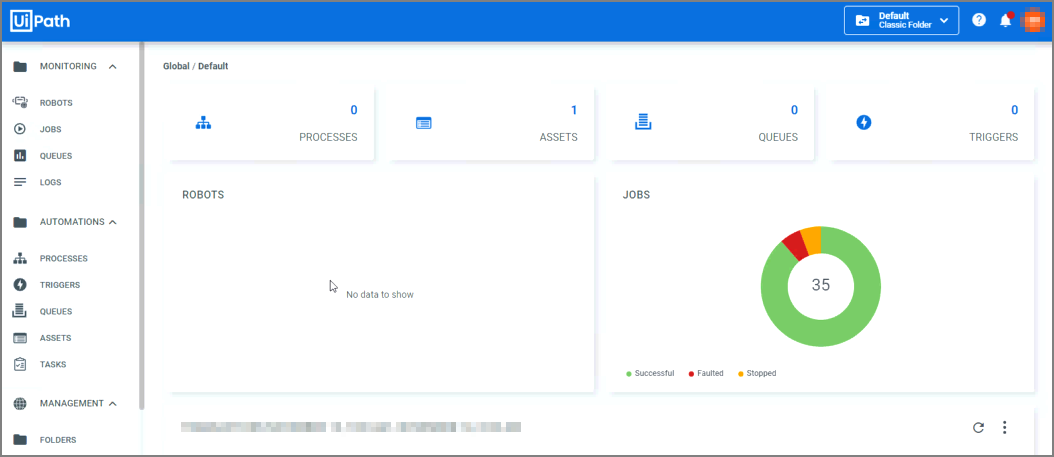 UiPath
Default
Classic Folder
MONITORING
ROBOTS
JOBS
QUEUES
LOGS
AUTOMATIONS
PROCESSES
TRIGGERS
QUEUES
ASSETS
TASKS
MANAGEMENT
FOLDERS
Global / Default
0
PROCESSES
1
ASSETS
0
QUEUES
0
TRIGGERS
ROBOTS
No data to show
JOBS
35
Successful Faulted Stopped